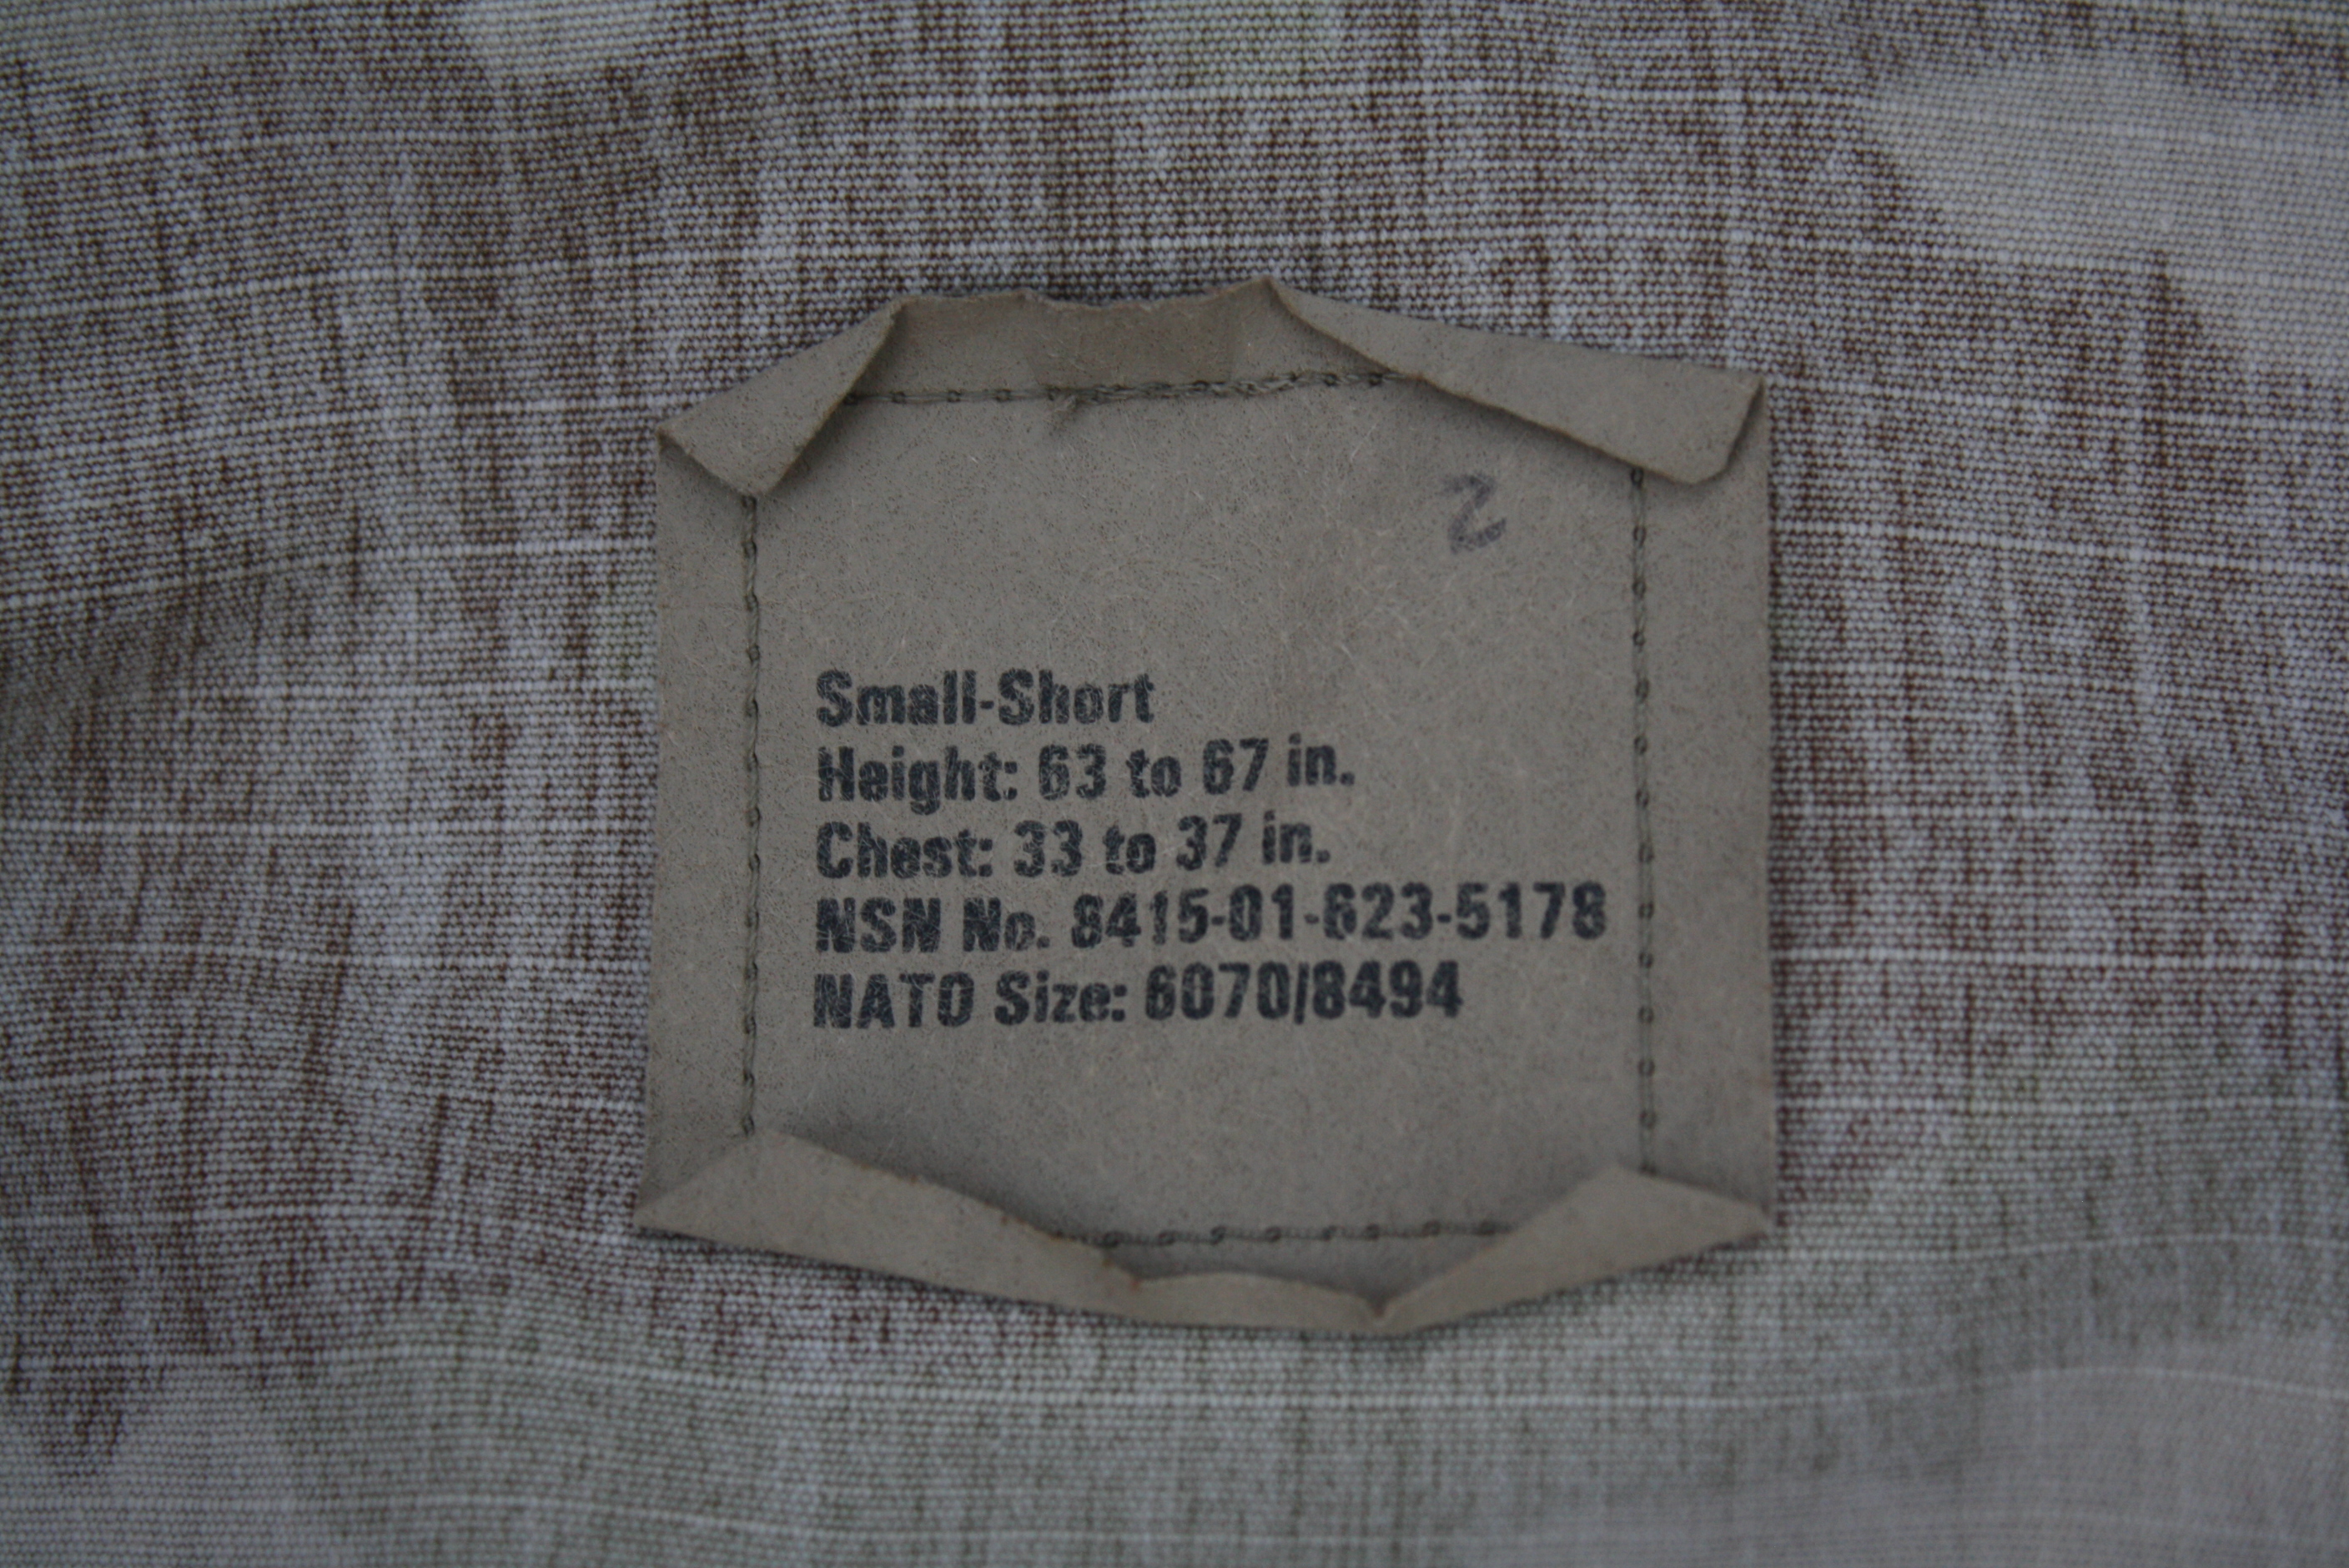 2
Small-Short
Height: 63 to 67 in.
Chest: 33 to 37 in.
NSN No. 8415-01-623-5178
NATO Size: 6070/8494